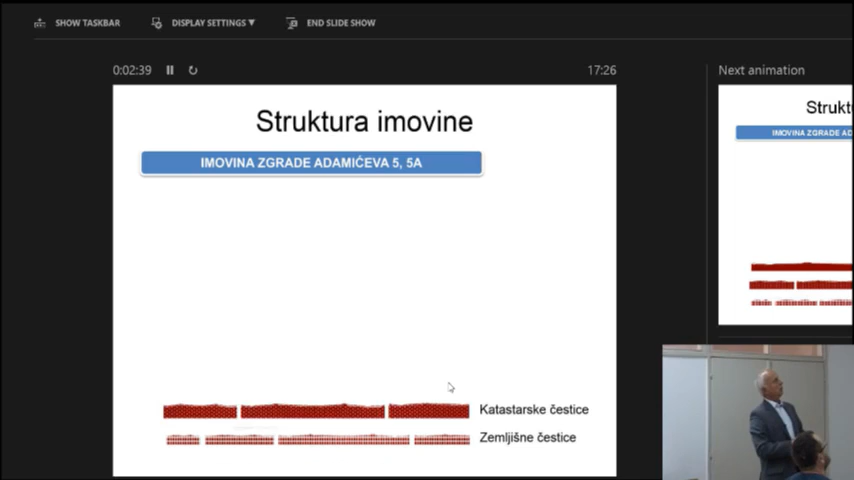 SHOW TASKBAR
DISPLAY SETTINGS ▼
END SLIDE SHOW
0:02:39
17:26
Next animation
Struktura imovine
IMOVINA ZGRADE ADAMIĆEVA 5, 5A
Katastarske čestice
Zemljišne čestice
Strukt
IMOVINA ZGRADE AD